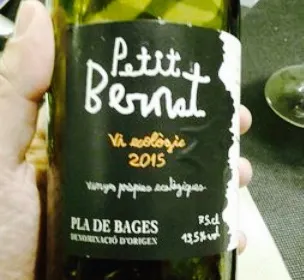 Petit
Bernat
Vi ecològic
2015
vinyes pròpies ecològiques
PLA DE BAGES
DENOMINACIÓ D'ORIGEN
75cl
13,5% vol